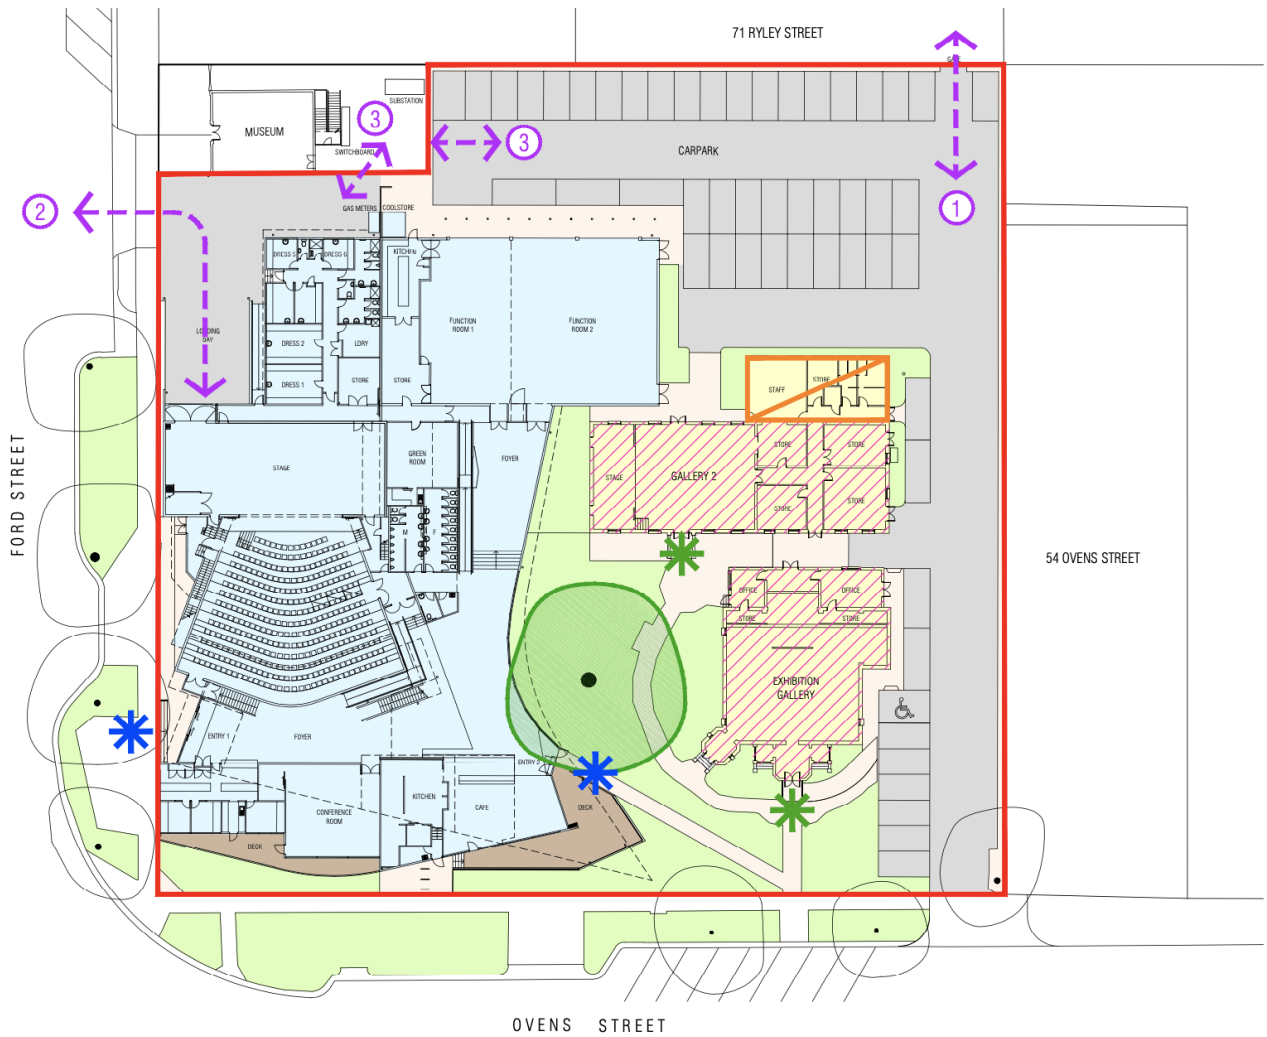 71 RYLEY STREET
GATE
SUBSTATION
MUSEUM
3
SWITCHBOARD
3
CARPARK
2
GAS METERS
COOLSTORE
1
DRESS 5
DRESS 6
KITCHEN
FUNCTION
ROOM 1
FUNCTION
ROOM 2
LOADING
BAY
DRESS 2
LDRY
DRESS 1
STORE
STORE
STAFF
STORE
FORD STREET
STAGE
GREEN
ROOM
FOYER
STAGE
GALLERY 2
STORE
STORE
STORE
STORE
M
F
54 OVENS STREET
OFFICE
OFFICE
STORE
STORE
EXHIBITION
GALLERY
ENTRY 1
FOYER
ENTRY 2
KITCHEN
CAFE
DECK
CONFERENCE
ROOM
DECK
OVENS STREET